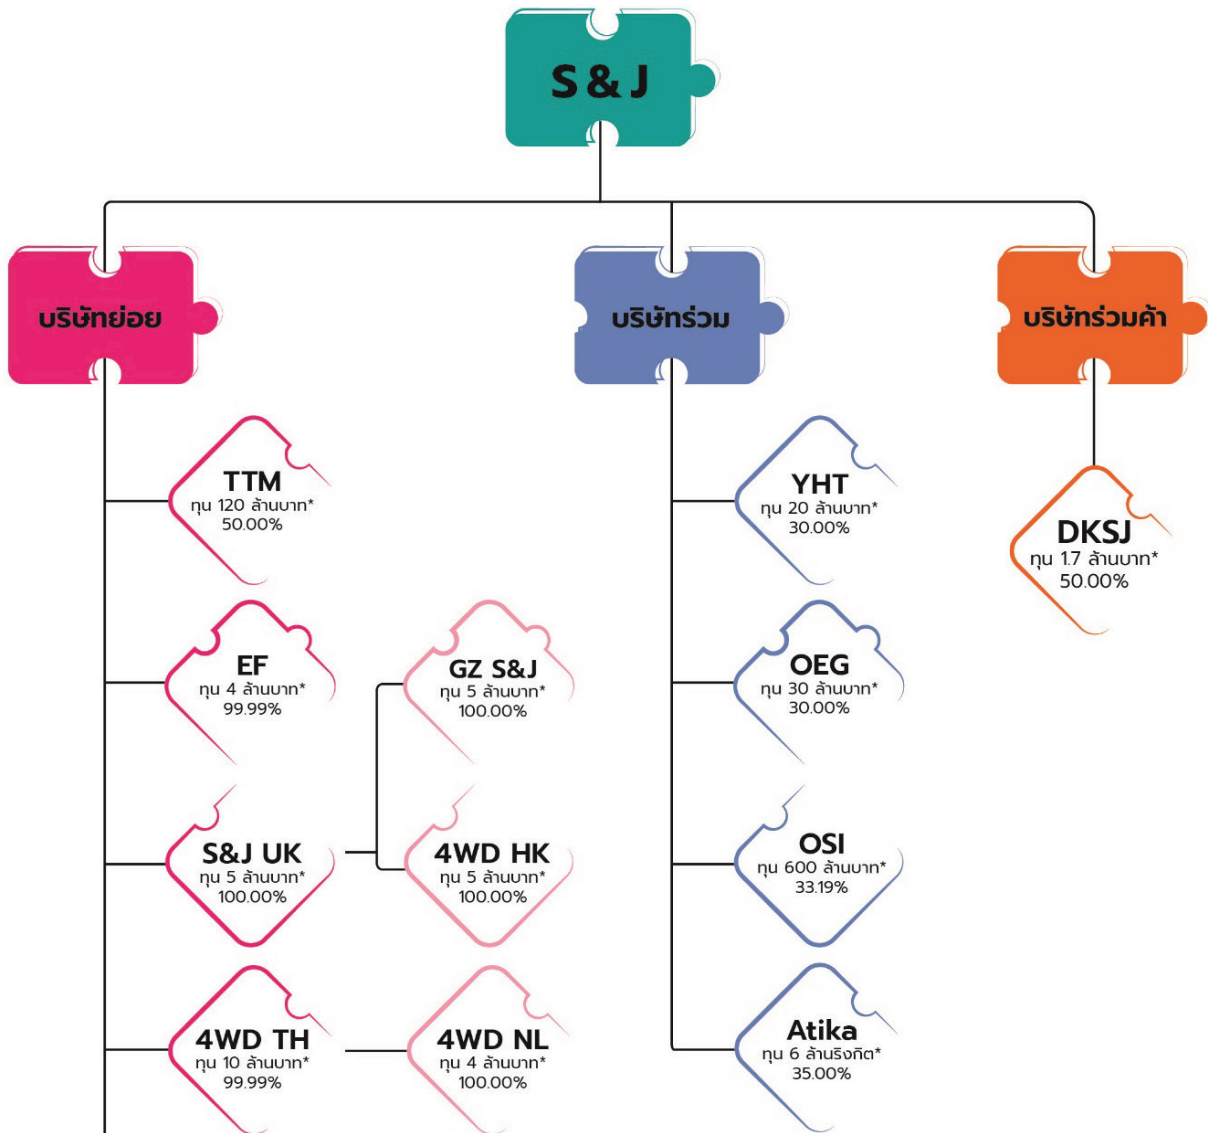 S & J
บริษัทย่อย
บริษัทร่วม
บริษัทร่วมค้า
TTM
ทุน 120 ล้านบาท*
50.00%
YHT
ทุน 20 ล้านบาท*
30.00%
DKSJ
ทุน 1.7 ล้านบาท*
50.00%
EF
ทุน 4 ล้านบาท*
99.99%
GZ S&J
ทุน 5 ล้านบาท*
100.00%
OEG
ทุน 30 ล้านบาท*
30.00%
S&J UK
ทุน 5 ล้านบาท*
100.00%
4WD HK
ทุน 5 ล้านบาท*
100.00%
OSI
ทุน 600 ล้านบาท*
33.19%
4WD TH
ทุน 10 ล้านบาท*
99.99%
4WD NL
ทุน 4 ล้านบาท*
100.00%
Atika
ทุน 6 ล้านริงกิต*
35.00%